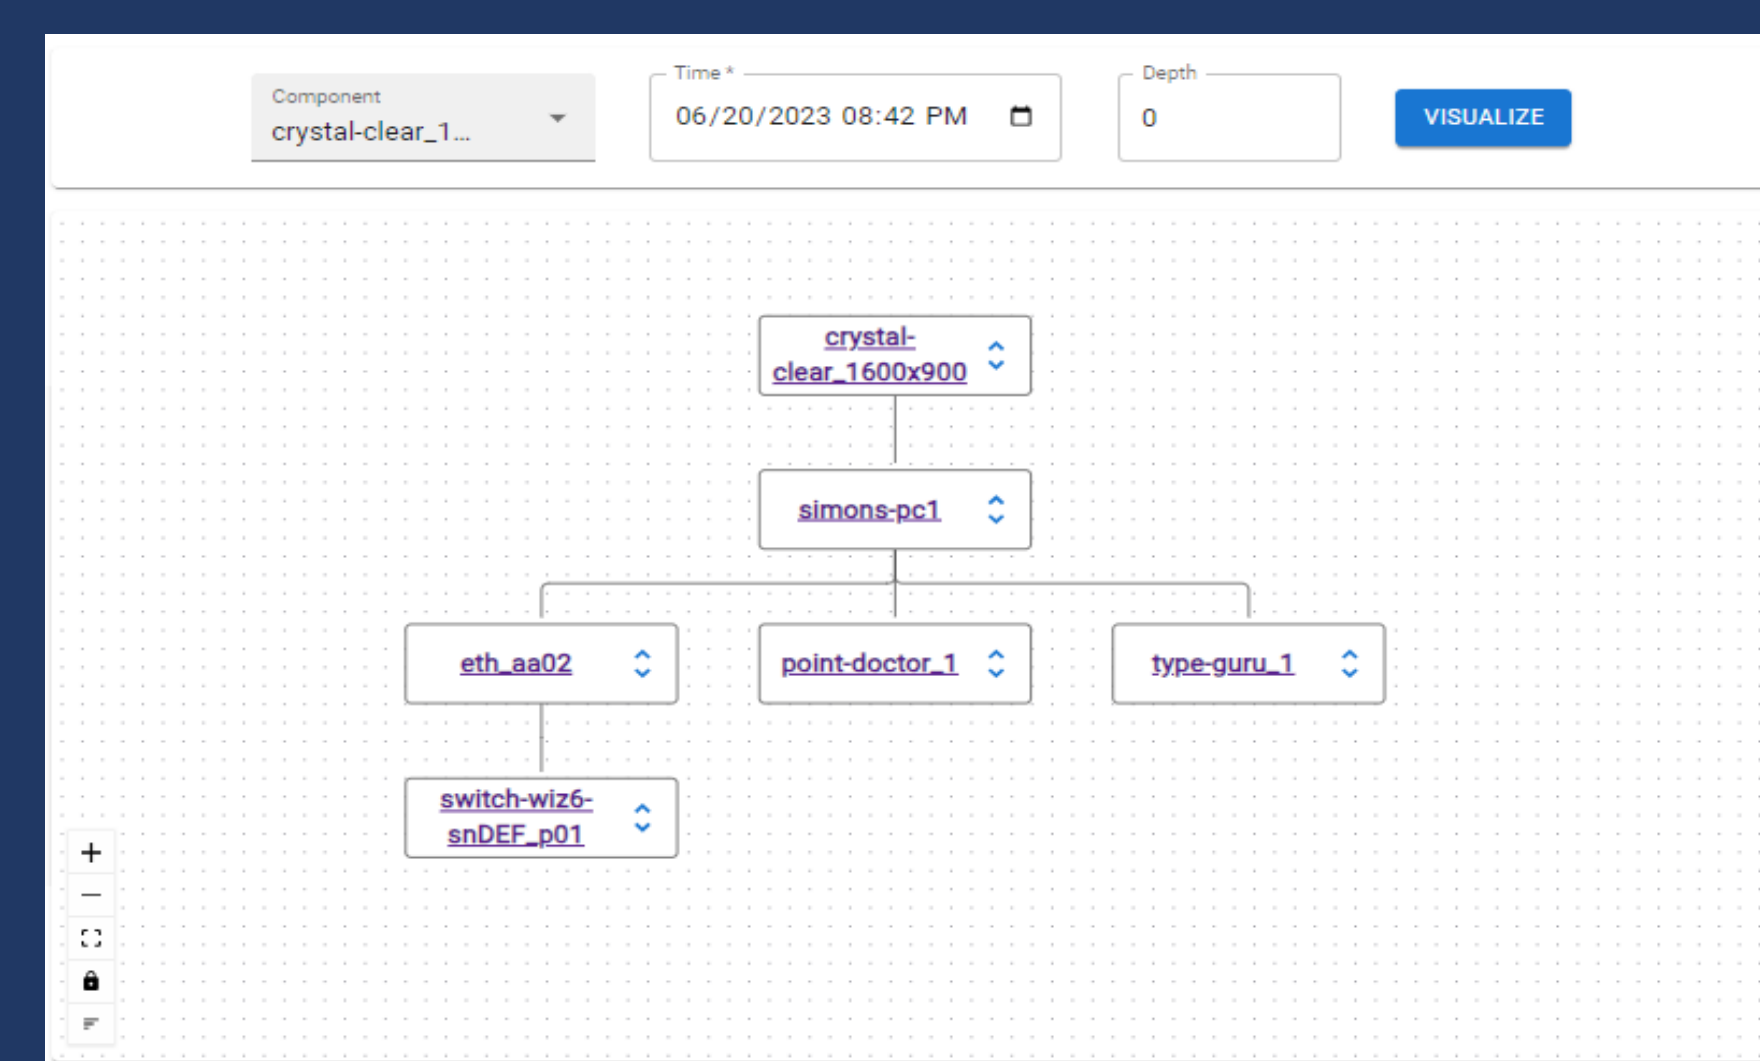 Component
crystal-clear_1...
Time *
06/20/2023 08:42 PM
Depth
0
VISUALIZE
crystal-
clear_1600x900
simons-pc1
eth_aa02
point-doctor_1
type-guru_1
switch-wiz6-
snDEF_p01